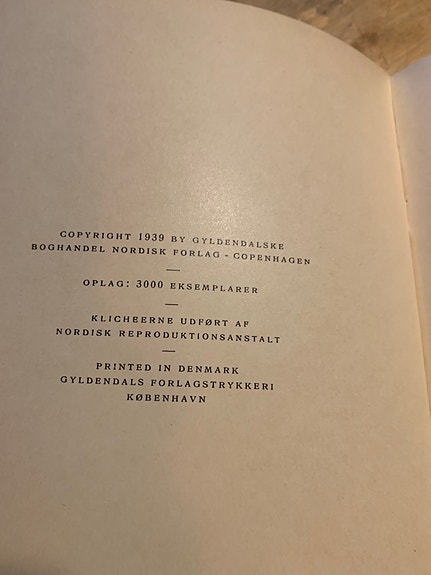 COPYRIGHT 1939 BY GYLDENDALSKE
BOGHANDEL NORDISK FORLAG - COPENHAGEN
OPLAG: 3000 EKSEMPLARER
KLICHEERNE UDFØRT AF
NORDISK REPRODUKTIONSANSTALT
PRINTED IN DENMARK
GYLDENDALS FORLAGSTRYKKERI
KØBENHAVN